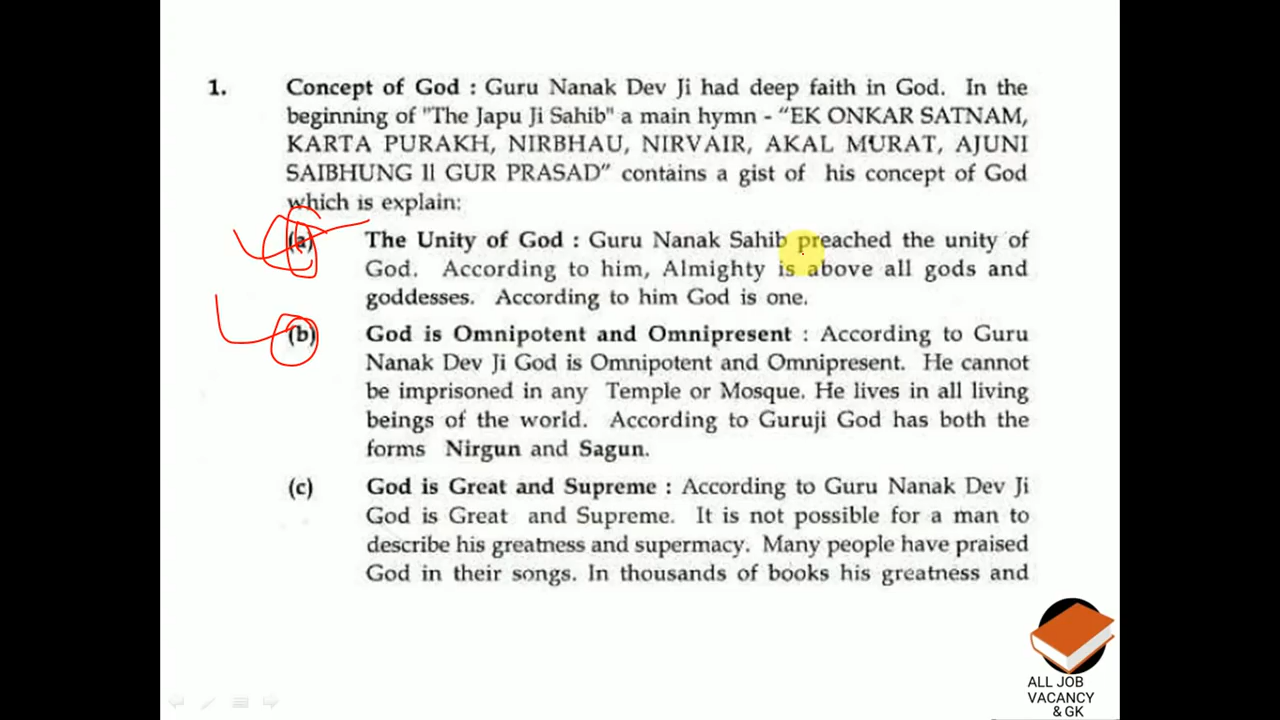 1. Concept of God : Guru Nanak Dev Ji had deep faith in God. In the
beginning of "The Japu Ji Sahib" a main hymn - "EK ONKAR SATNAM,
KARTA PURAKH, NIRBHAU, NIRVAIR, AKAL MURAT, AJUNI
SAIBHUNG II GUR PRASAD" contains a gist of his concept of God
which is explain:
(a) The Unity of God : Guru Nanak Sahib preached the unity of
God. According to him, Almighty is above all gods and
goddesses. According to him God is one.
(b) God is Omnipotent and Omnipresent : According to Guru
Nanak Dev Ji God is Omnipotent and Omnipresent. He cannot
be imprisoned in any Temple or Mosque. He lives in all living
beings of the world. According to Guruji God has both the
forms Nirgun and Sagun.
(c) God is Great and Supreme : According to Guru Nanak Dev Ji
God is Great and Supreme. It is not possible for a man to
describe his greatness and supermacy. Many people have praised
God in their songs. In thousands of books his greatness and
ALL JOB
VACANCY
& GK